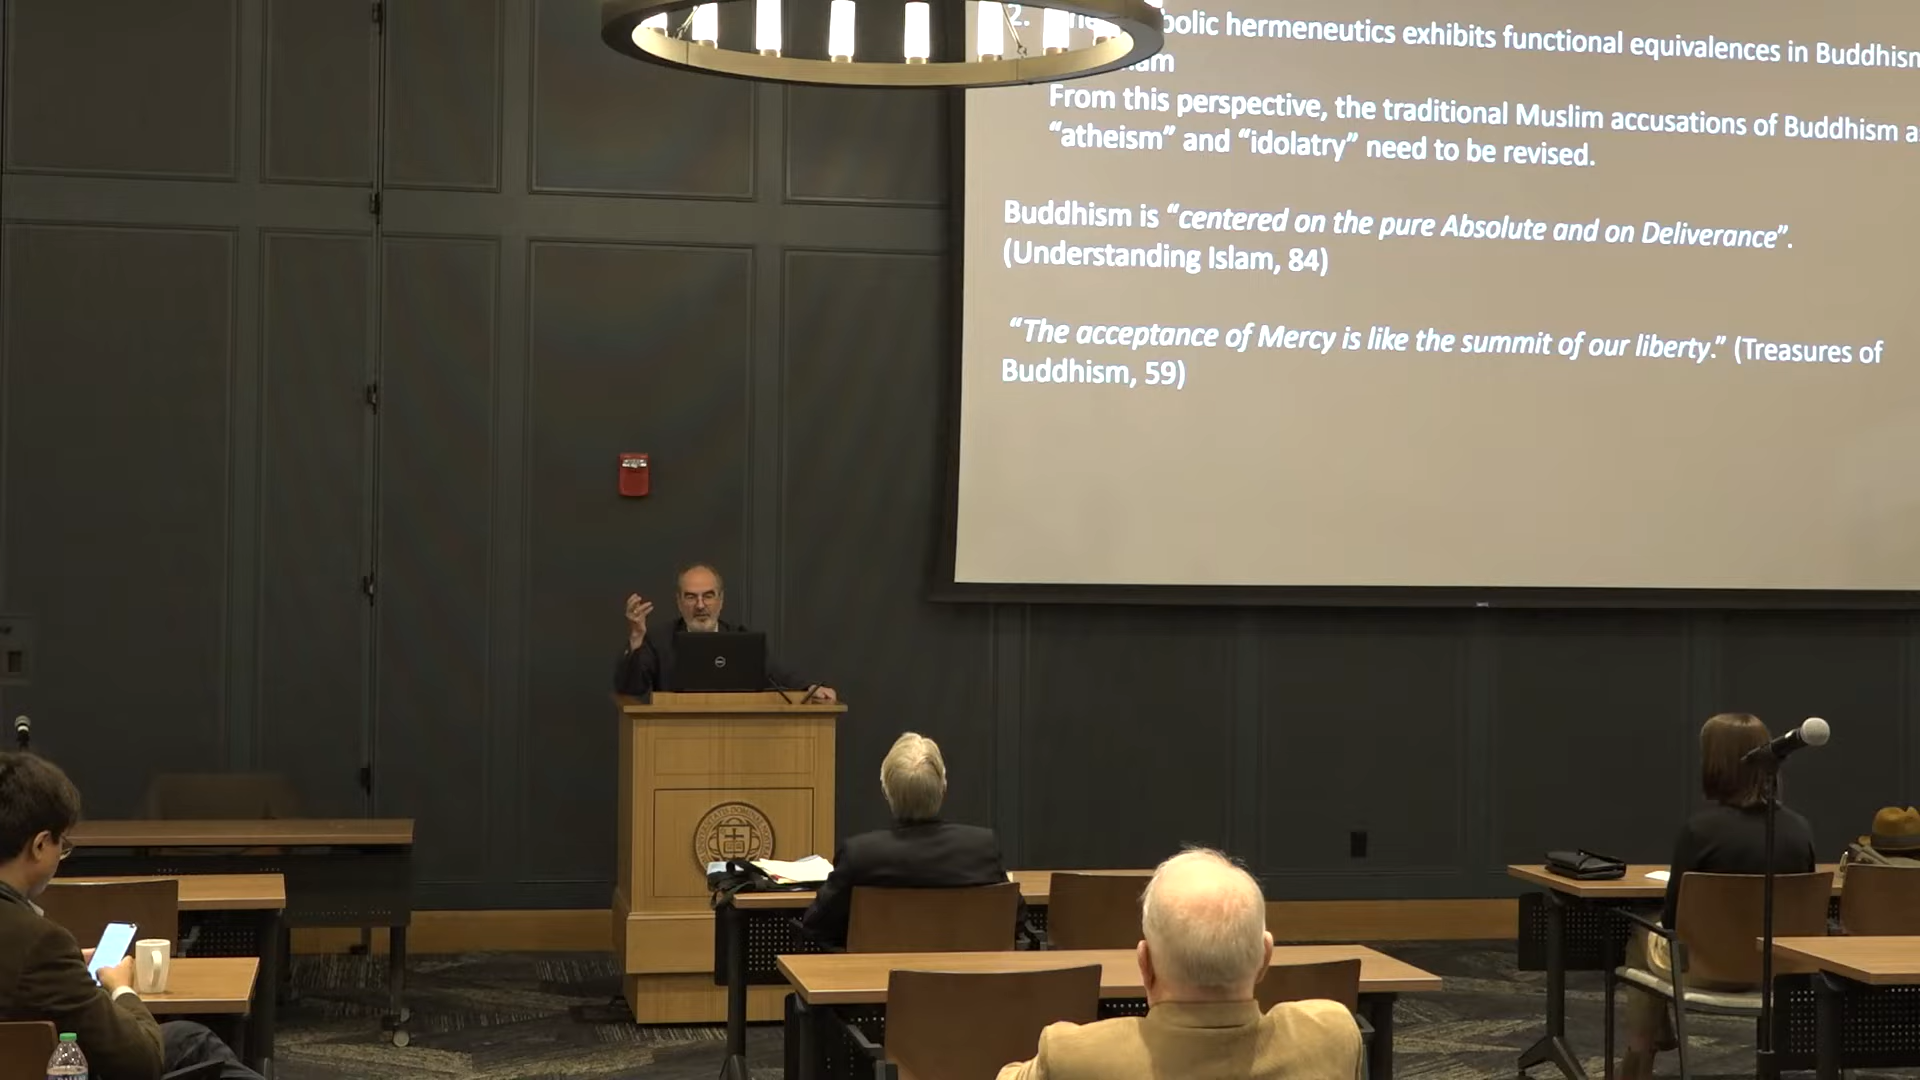 2. bolic hermeneutics exhibits functional equivalences in Buddhism
From this perspective, the traditional Muslim accusations of Buddhism a
“atheism” and “idolatry” need to be revised.
Buddhism is “centered on the pure Absolute and on Deliverance”.
(Understanding Islam, 84)
“The acceptance of Mercy is like the summit of our liberty.” (Treasures of
Buddhism, 59)
DELL